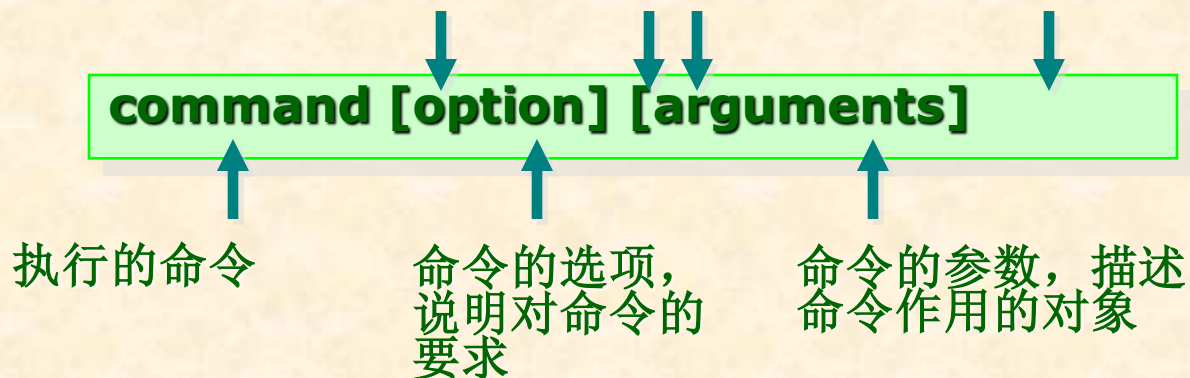 command [option] [arguments]
执行的命令
命令的选项，
说明对命令的
要求
命令的参数，描述
命令作用的对象